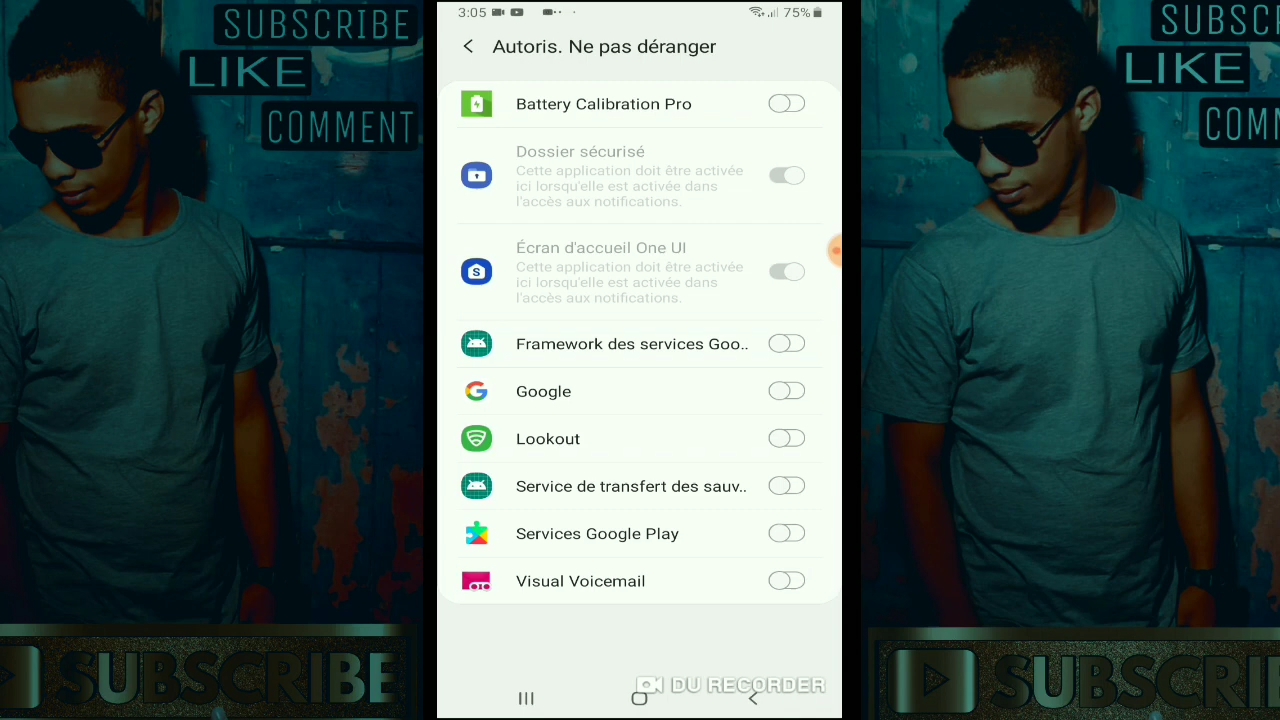 SUBSCRIBE
LIKE
COMMENT
3:05
75%
Autoris. Ne pas déranger
Battery Calibration Pro
Dossier sécurisé
Cette application doit être activée
ici lorsqu'elle est activée dans
l'accès aux notifications.
Écran d'accueil One UI
Cette application doit être activée
ici lorsqu'elle est activée dans
l'accès aux notifications.
Framework des services Goo..
Google
Lookout
Service de transfert des sauv..
Services Google Play
Visual Voicemail
DU RECORDER
SUBSCRIBE
SUBSC
LIKE
COMM
SUBSCRI